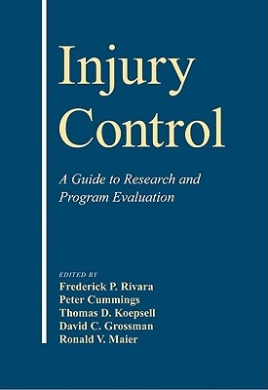 Injury
Control
A Guide to Research and
Program Evaluation
EDITED BY
Frederick P. Rivara
Peter Cummings
Thomas D. Koepsell
David C. Grossman
Ronald V. Maier